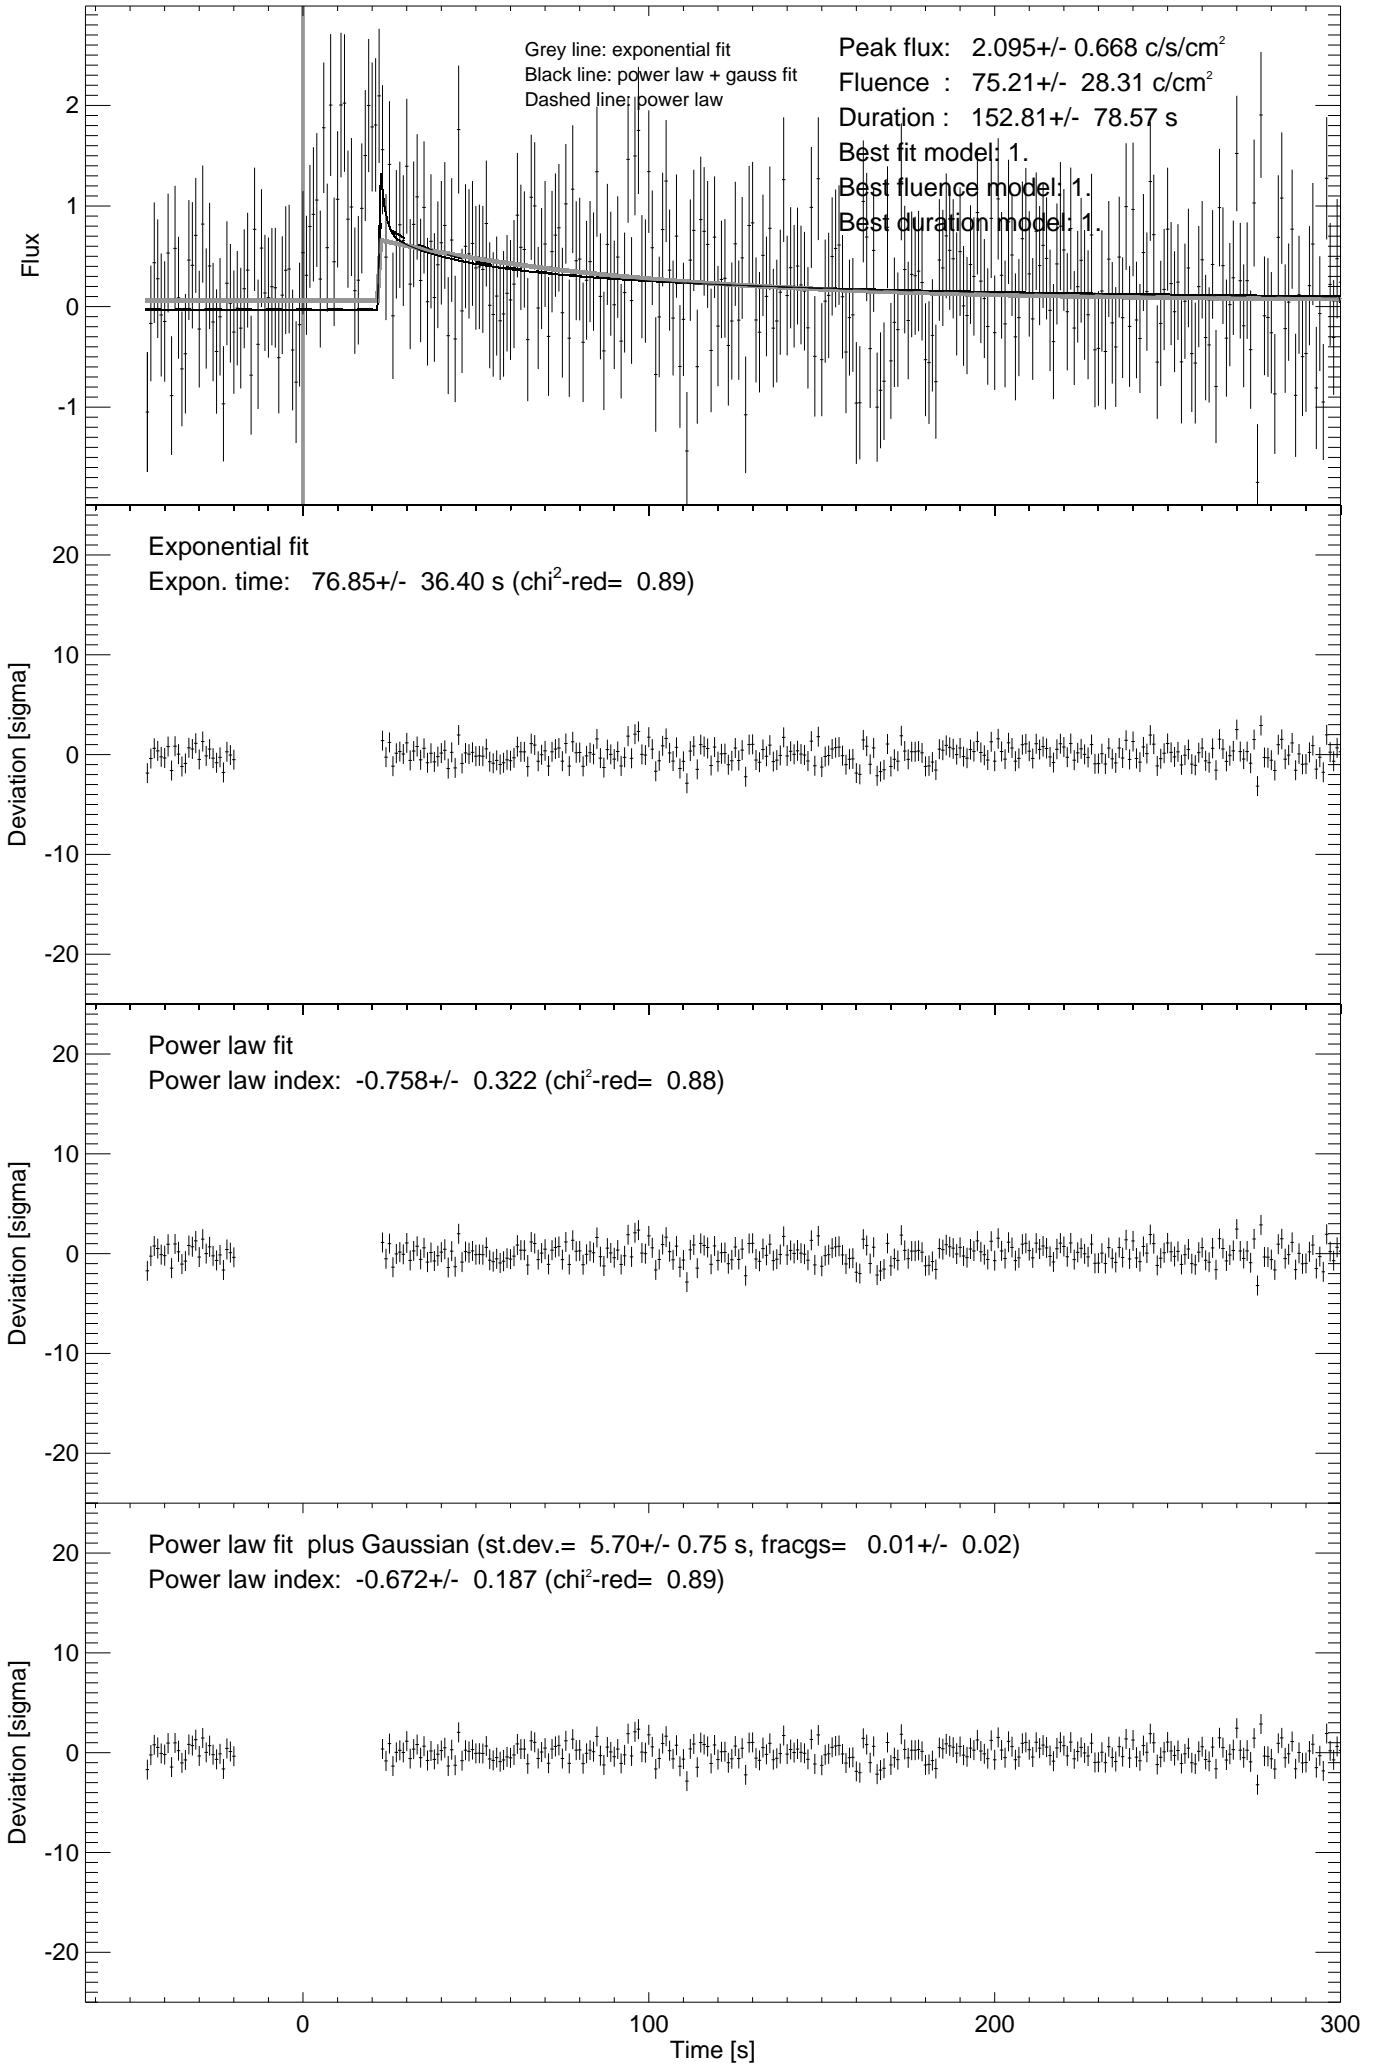 Grey line: exponential fit
Black line: power law + gauss fit
Dashed line: power law
Peak flux: 2.095+/- 0.668 c/s/cm²
Fluence : 75.21+/- 28.31 c/cm²
Duration : 152.81+/- 78.57 s
Best fit model: 1.
Best fluence model: 1.
Best duration model: 1.
Flux
2
1
0
-1
Exponential fit
Expon. time: 76.85+/- 36.40 s (chi²-red= 0.89)
Deviation [sigma]
20
10
0
-10
-20
Power law fit
Power law index: -0.758+/- 0.322 (chi²-red= 0.88)
Deviation [sigma]
20
10
0
-10
-20
Power law fit plus Gaussian (st.dev.= 5.70+/- 0.75 s, fracgs= 0.01+/- 0.02)
Power law index: -0.672+/- 0.187 (chi²-red= 0.89)
Deviation [sigma]
20
10
0
-10
-20
0 100 200 300
Time [s]